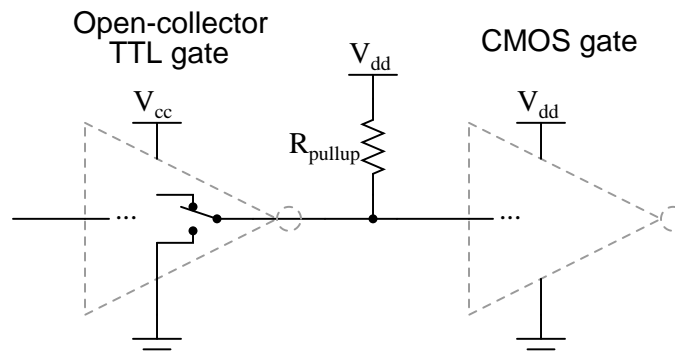 Open-collector
TTL gate
CMOS gate
Vdd
Vcc
Vdd
Rpullup
...
...